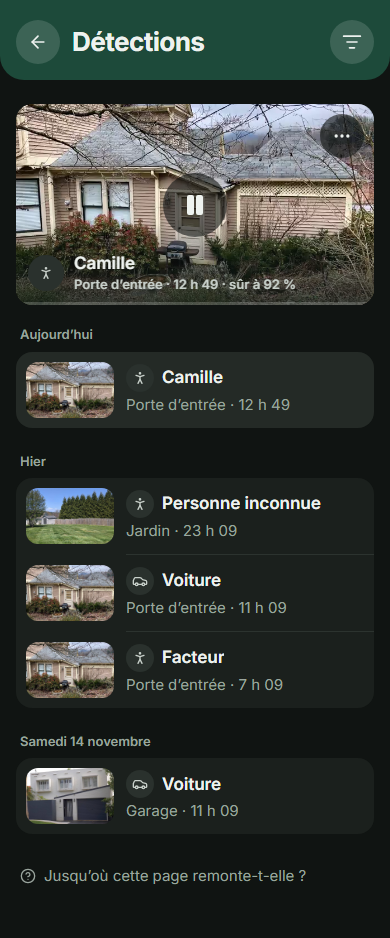 Détections
Camille
Porte d’entrée · 12 h 49 · sûr à 92 %
Aujourd’hui
Camille
Porte d’entrée · 12 h 49
Hier
Personne inconnue
Jardin · 23 h 09
Voiture
Porte d’entrée · 11 h 09
Facteur
Porte d’entrée · 7 h 09
Samedi 14 novembre
Voiture
Garage · 11 h 09
Jusqu’où cette page remonte-t-elle ?